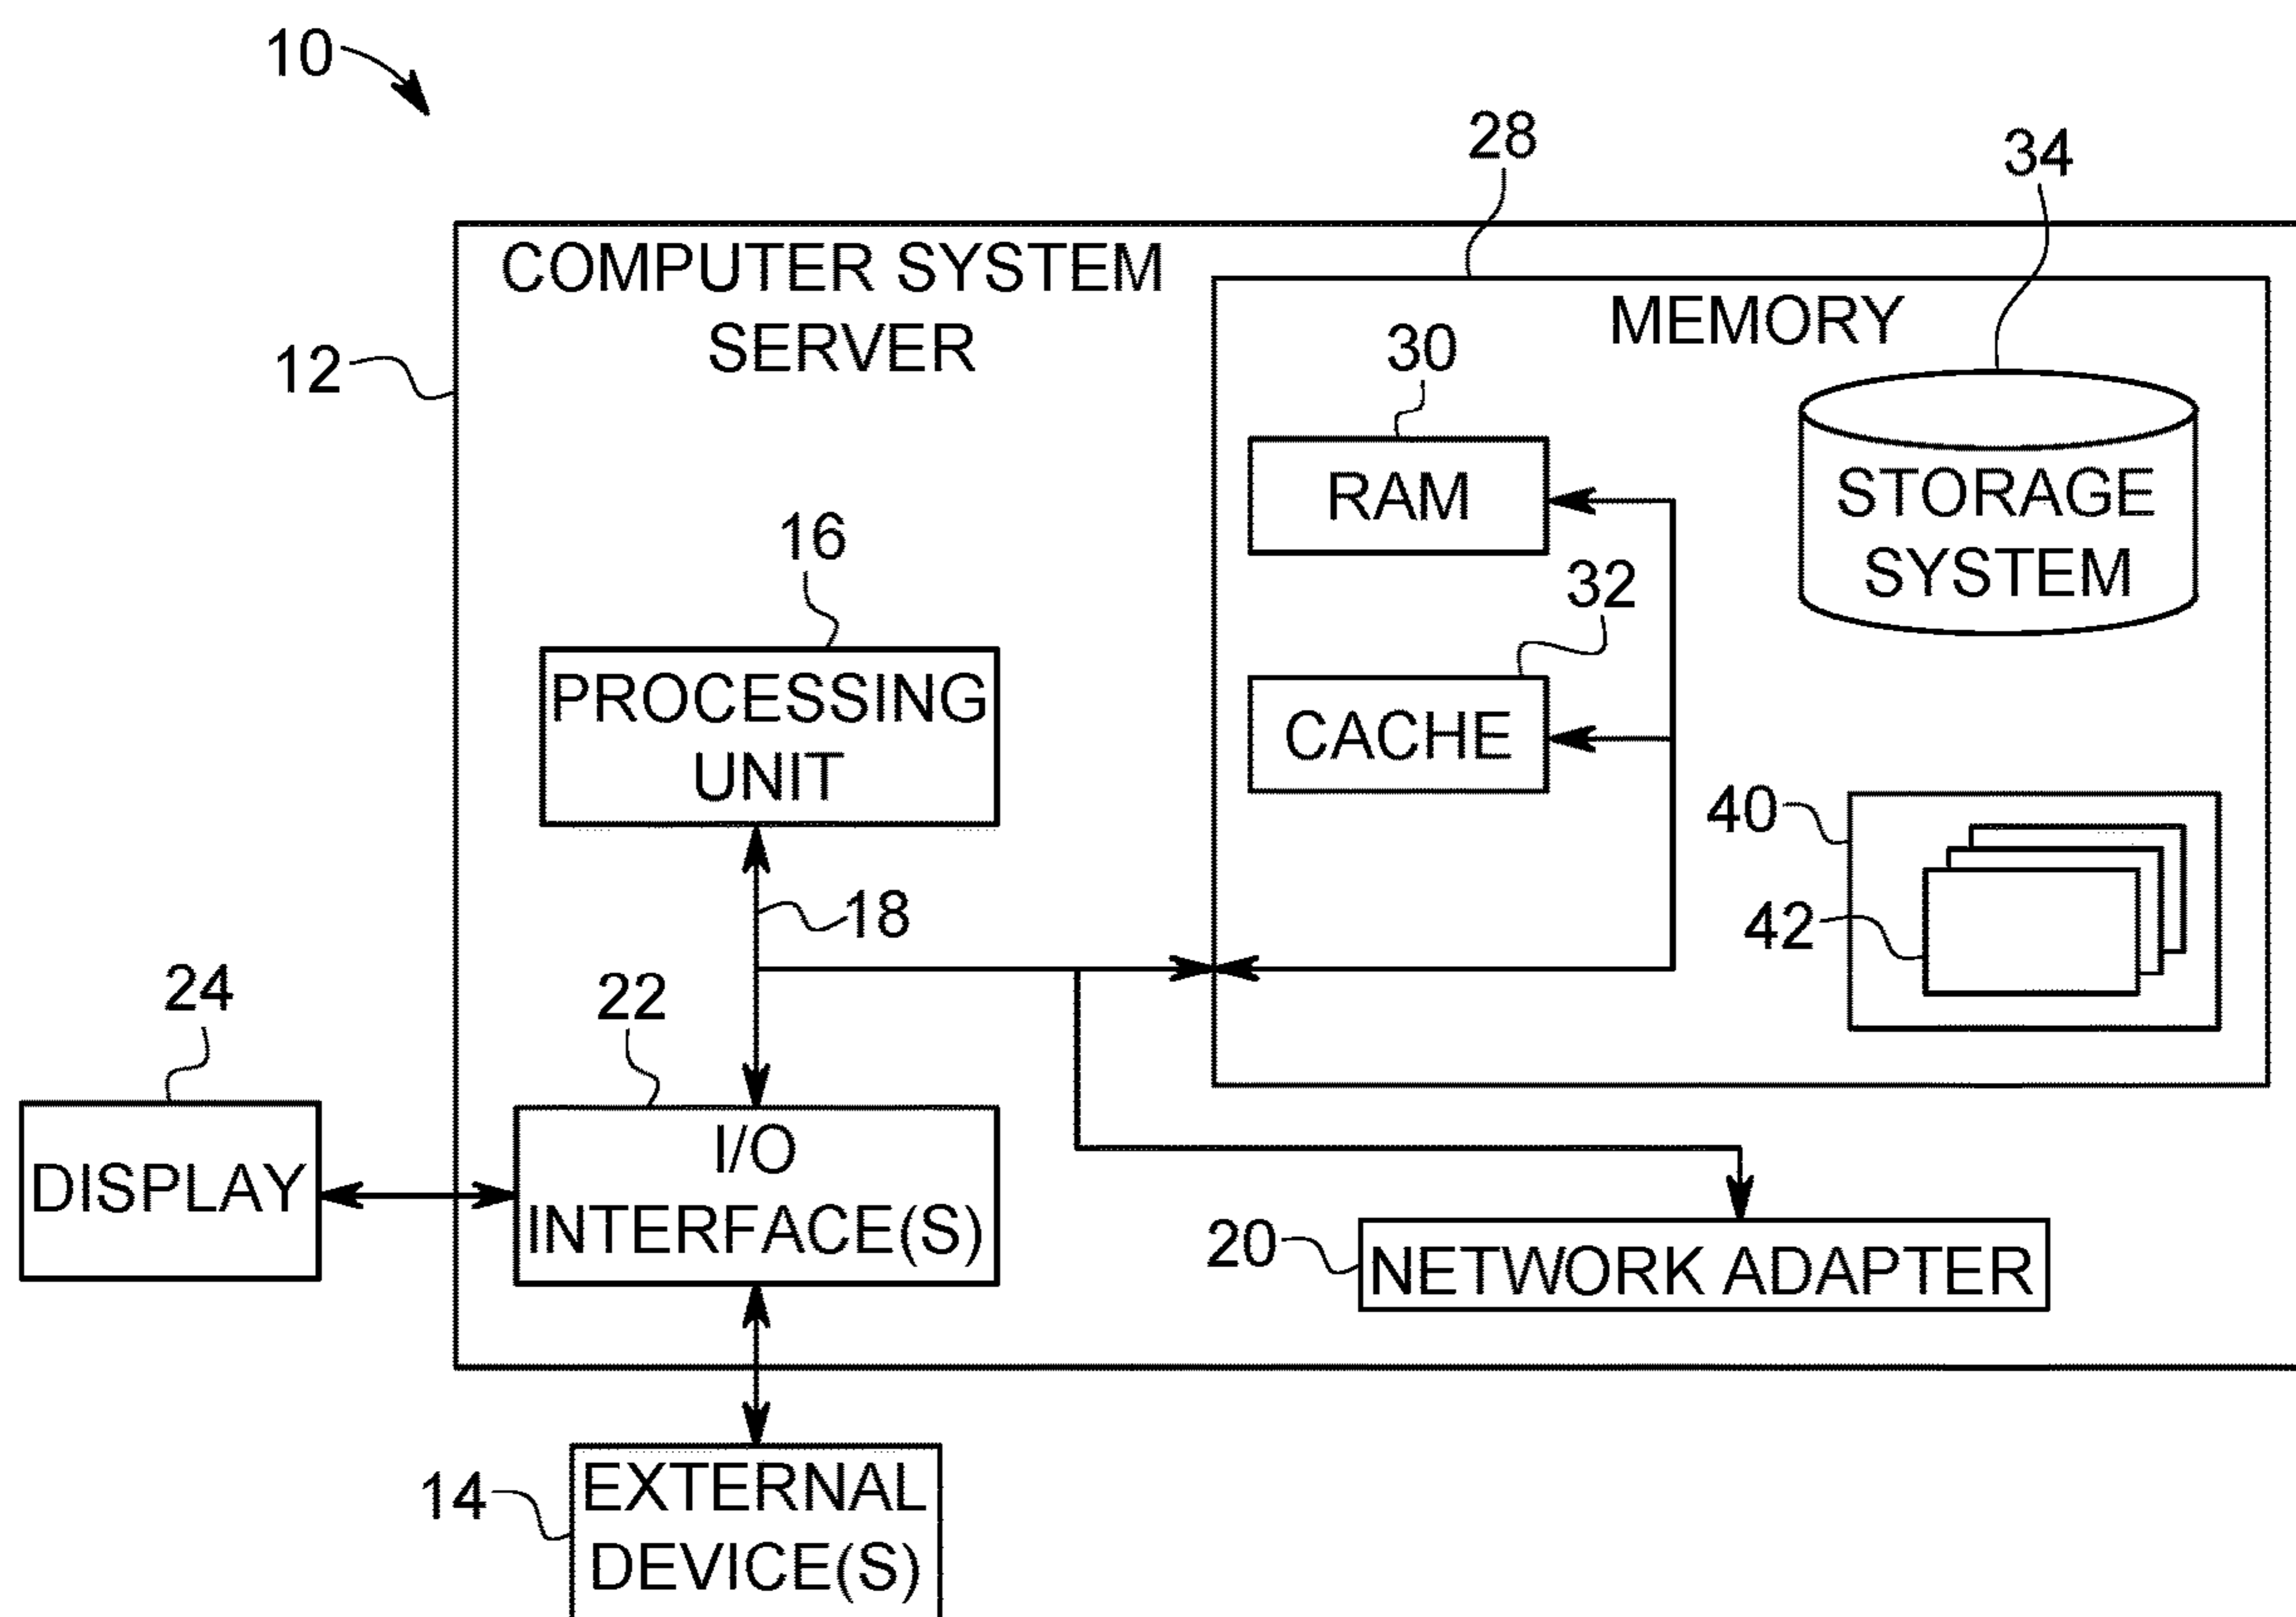 10
28
34
COMPUTER SYSTEM
SERVER
12
MEMORY
30
RAM
STORAGE
SYSTEM
16
32
PROCESSING
UNIT
CACHE
40
18
42
24
22
DISPLAY
I/O
INTERFACE(S)
20
NETWORK ADAPTER
14
EXTERNAL
DEVICE(S)